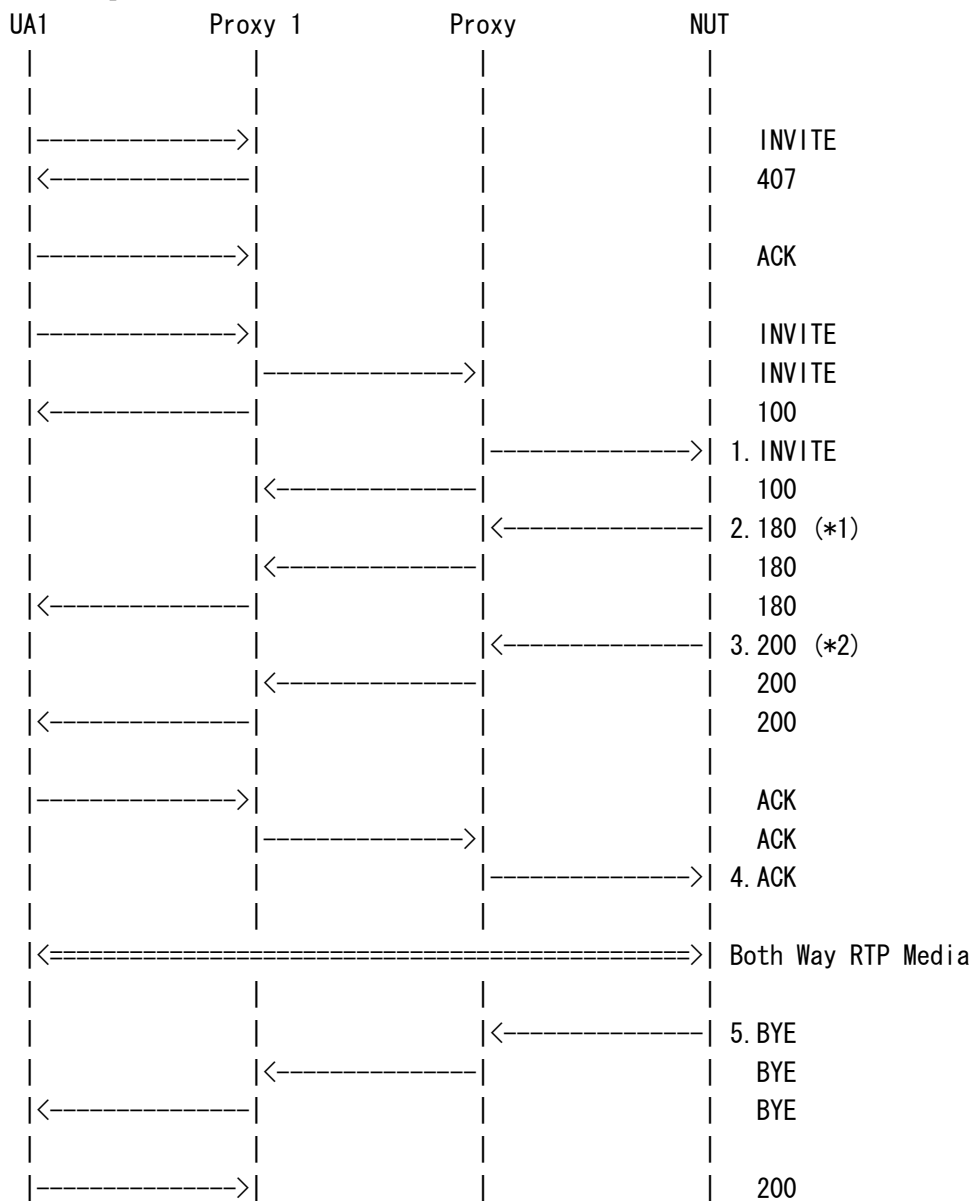 UA1 Proxy 1 Proxy NUT
INVITE
407
ACK
INVITE
INVITE
100
1. INVITE
100
2. 180 (*1)
180
180
3. 200 (*2)
200
200
ACK
ACK
4. ACK
Both Way RTP Media
5. BYE
BYE
BYE
200